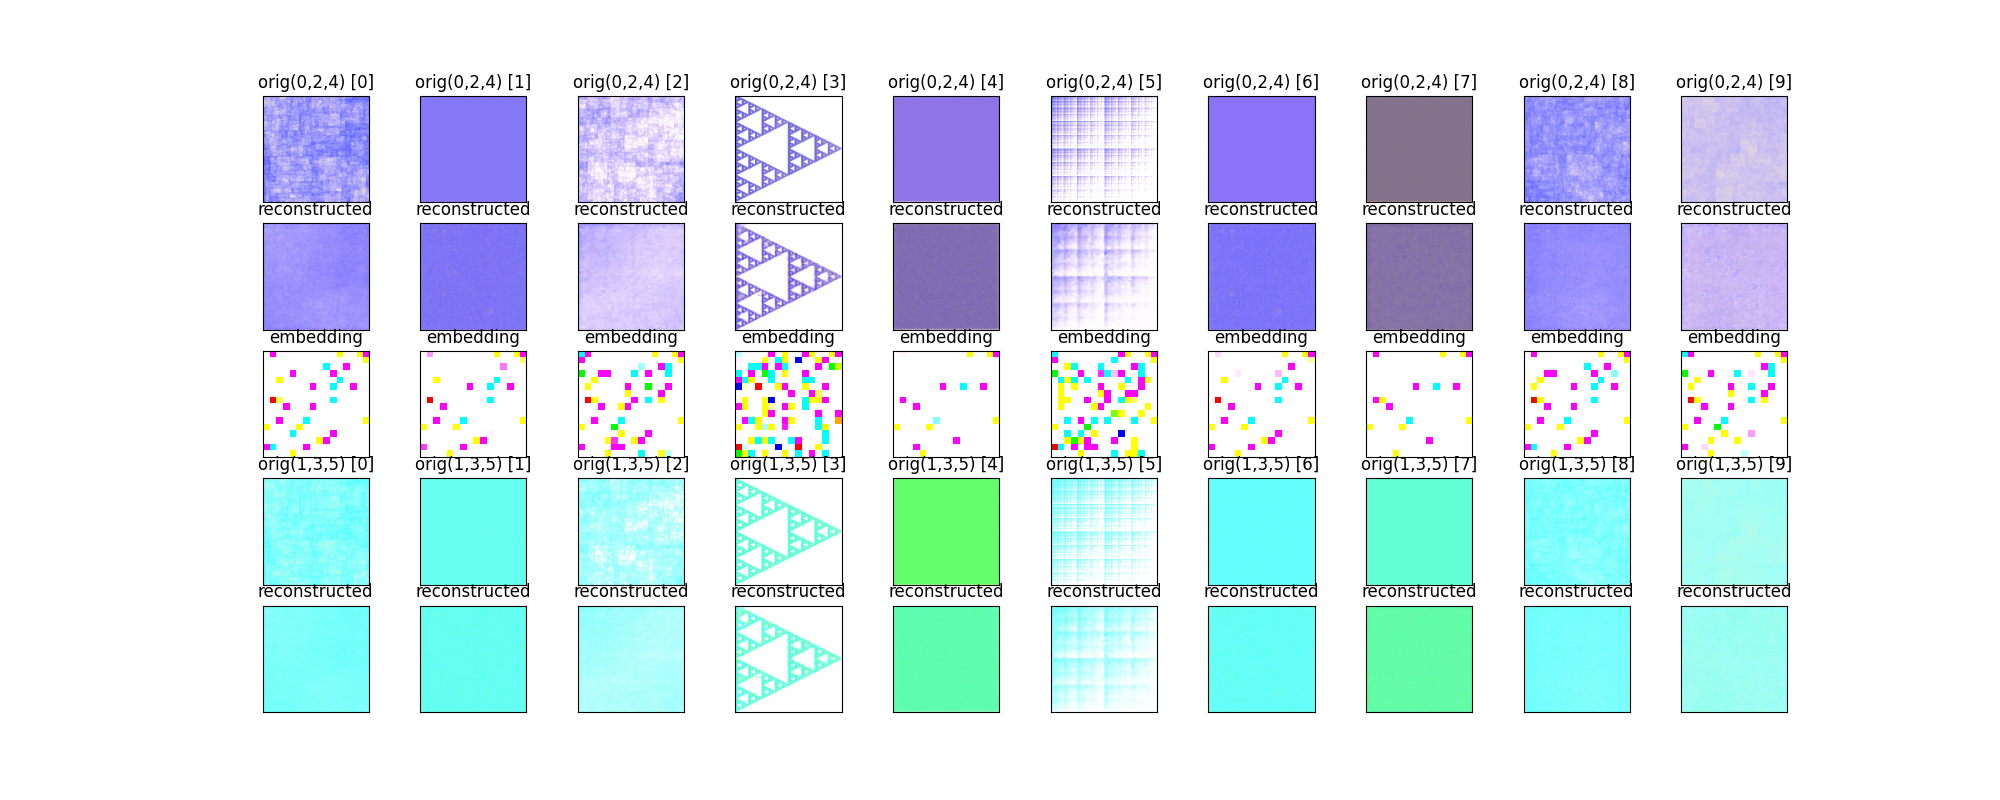 orig(0,2,4) [0] orig(0,2,4) [1] orig(0,2,4) [2] orig(0,2,4) [3] orig(0,2,4) [4] orig(0,2,4) [5] orig(0,2,4) [6] orig(0,2,4) [7] orig(0,2,4) [8] orig(0,2,4) [9]
reconstructed reconstructed reconstructed reconstructed reconstructed reconstructed reconstructed reconstructed reconstructed reconstructed
embedding embedding embedding embedding embedding embedding embedding embedding embedding embedding
orig(1,3,5) [0] orig(1,3,5) [1] orig(1,3,5) [2] orig(1,3,5) [3] orig(1,3,5) [4] orig(1,3,5) [5] orig(1,3,5) [6] orig(1,3,5) [7] orig(1,3,5) [8] orig(1,3,5) [9]
reconstructed reconstructed reconstructed reconstructed reconstructed reconstructed reconstructed reconstructed reconstructed reconstructed